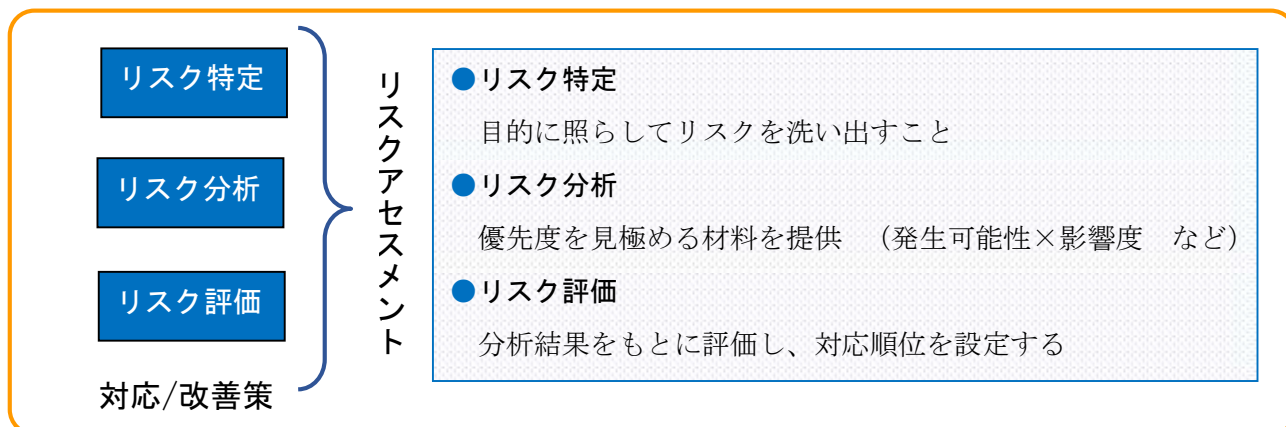 リスク特定
リスク分析
リスク評価
対応/改善策
リスクアセスメント
●リスク特定
目的に照らしてリスクを洗い出すこと
●リスク分析
優先度を見極める材料を提供　（発生可能性×影響度　など）
●リスク評価
分析結果をもとに評価し、対応順位を設定する